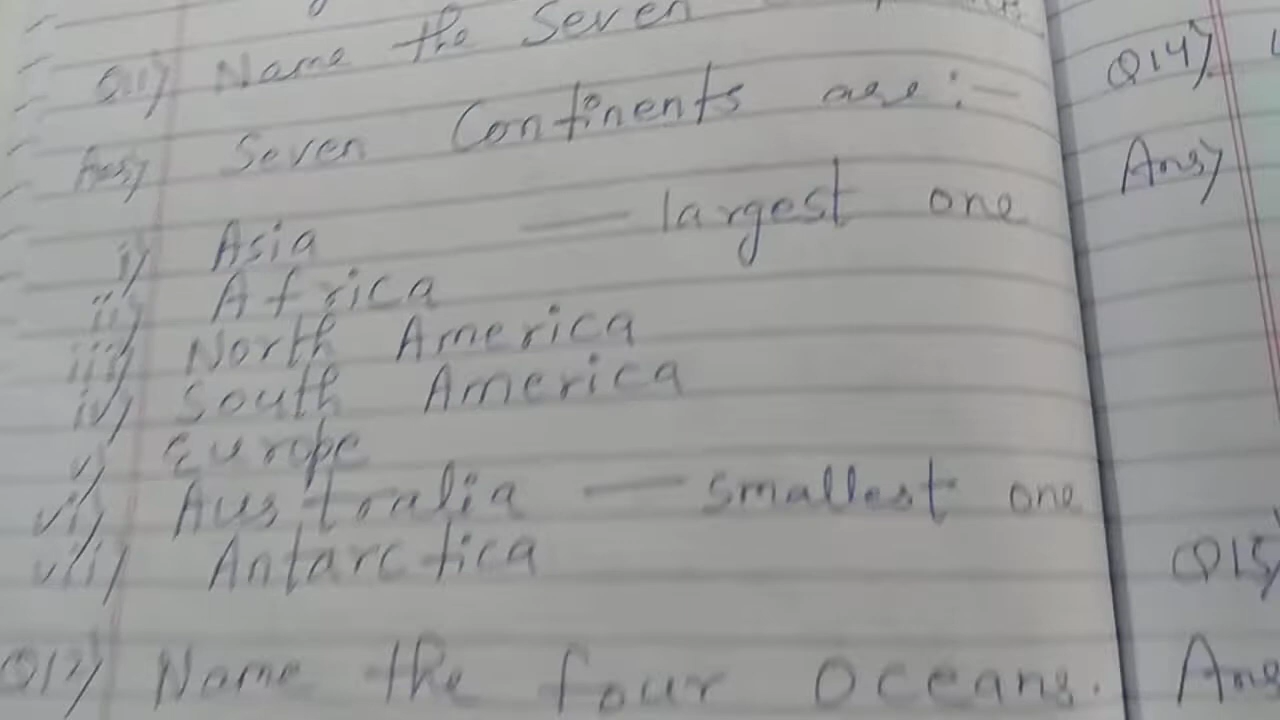 Q11) Name the Seven
Ans) Seven Continents are:-
i) Asia — largest one
ii) Africa
iii) North America
iv) South America
v) Europe
vi) Australia — smallest one
vii) Antarctica
Q12) Name the four Oceans.
Q14)
Ans)
Q15)
Ans